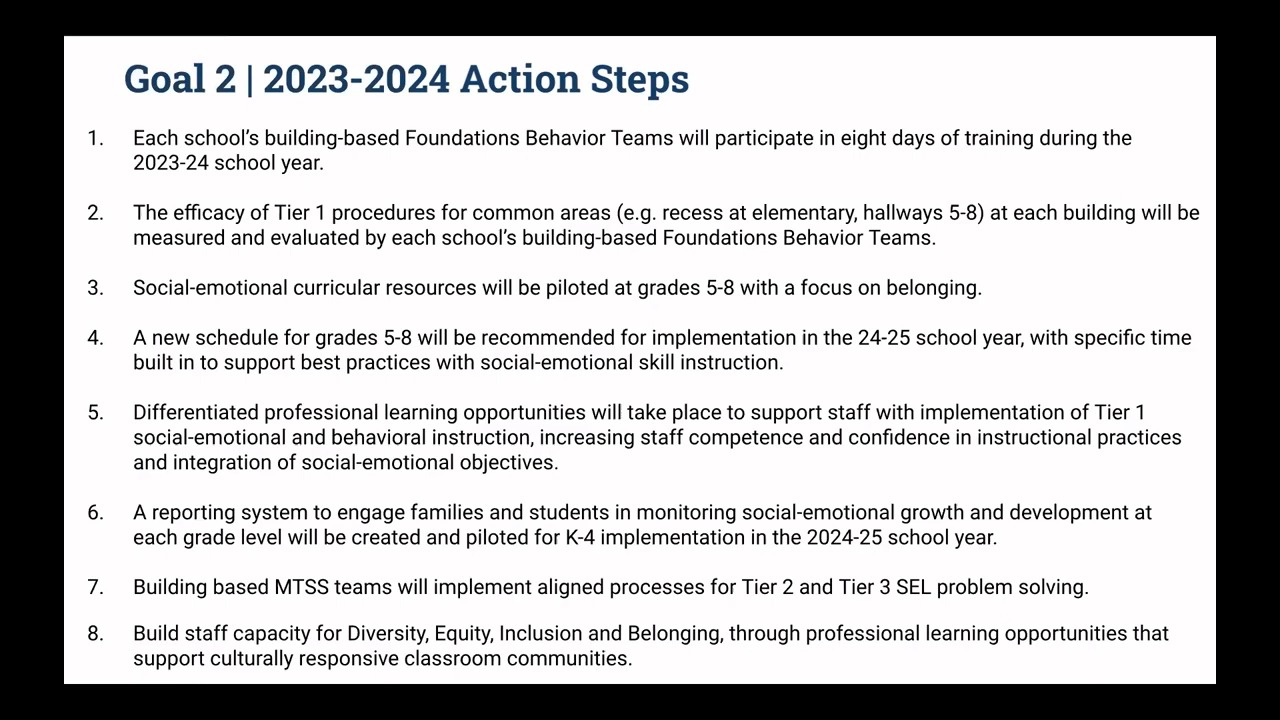 Goal 2 | 2023-2024 Action Steps
1. Each school’s building-based Foundations Behavior Teams will participate in eight days of training during the
2023-24 school year.
2. The efficacy of Tier 1 procedures for common areas (e.g. recess at elementary, hallways 5-8) at each building will be
measured and evaluated by each school’s building-based Foundations Behavior Teams.
3. Social-emotional curricular resources will be piloted at grades 5-8 with a focus on belonging.
4. A new schedule for grades 5-8 will be recommended for implementation in the 24-25 school year, with specific time
built in to support best practices with social-emotional skill instruction.
5. Differentiated professional learning opportunities will take place to support staff with implementation of Tier 1
social-emotional and behavioral instruction, increasing staff competence and confidence in instructional practices
and integration of social-emotional objectives.
6. A reporting system to engage families and students in monitoring social-emotional growth and development at
each grade level will be created and piloted for K-4 implementation in the 2024-25 school year.
7. Building based MTSS teams will implement aligned processes for Tier 2 and Tier 3 SEL problem solving.
8. Build staff capacity for Diversity, Equity, Inclusion and Belonging, through professional learning opportunities that
support culturally responsive classroom communities.